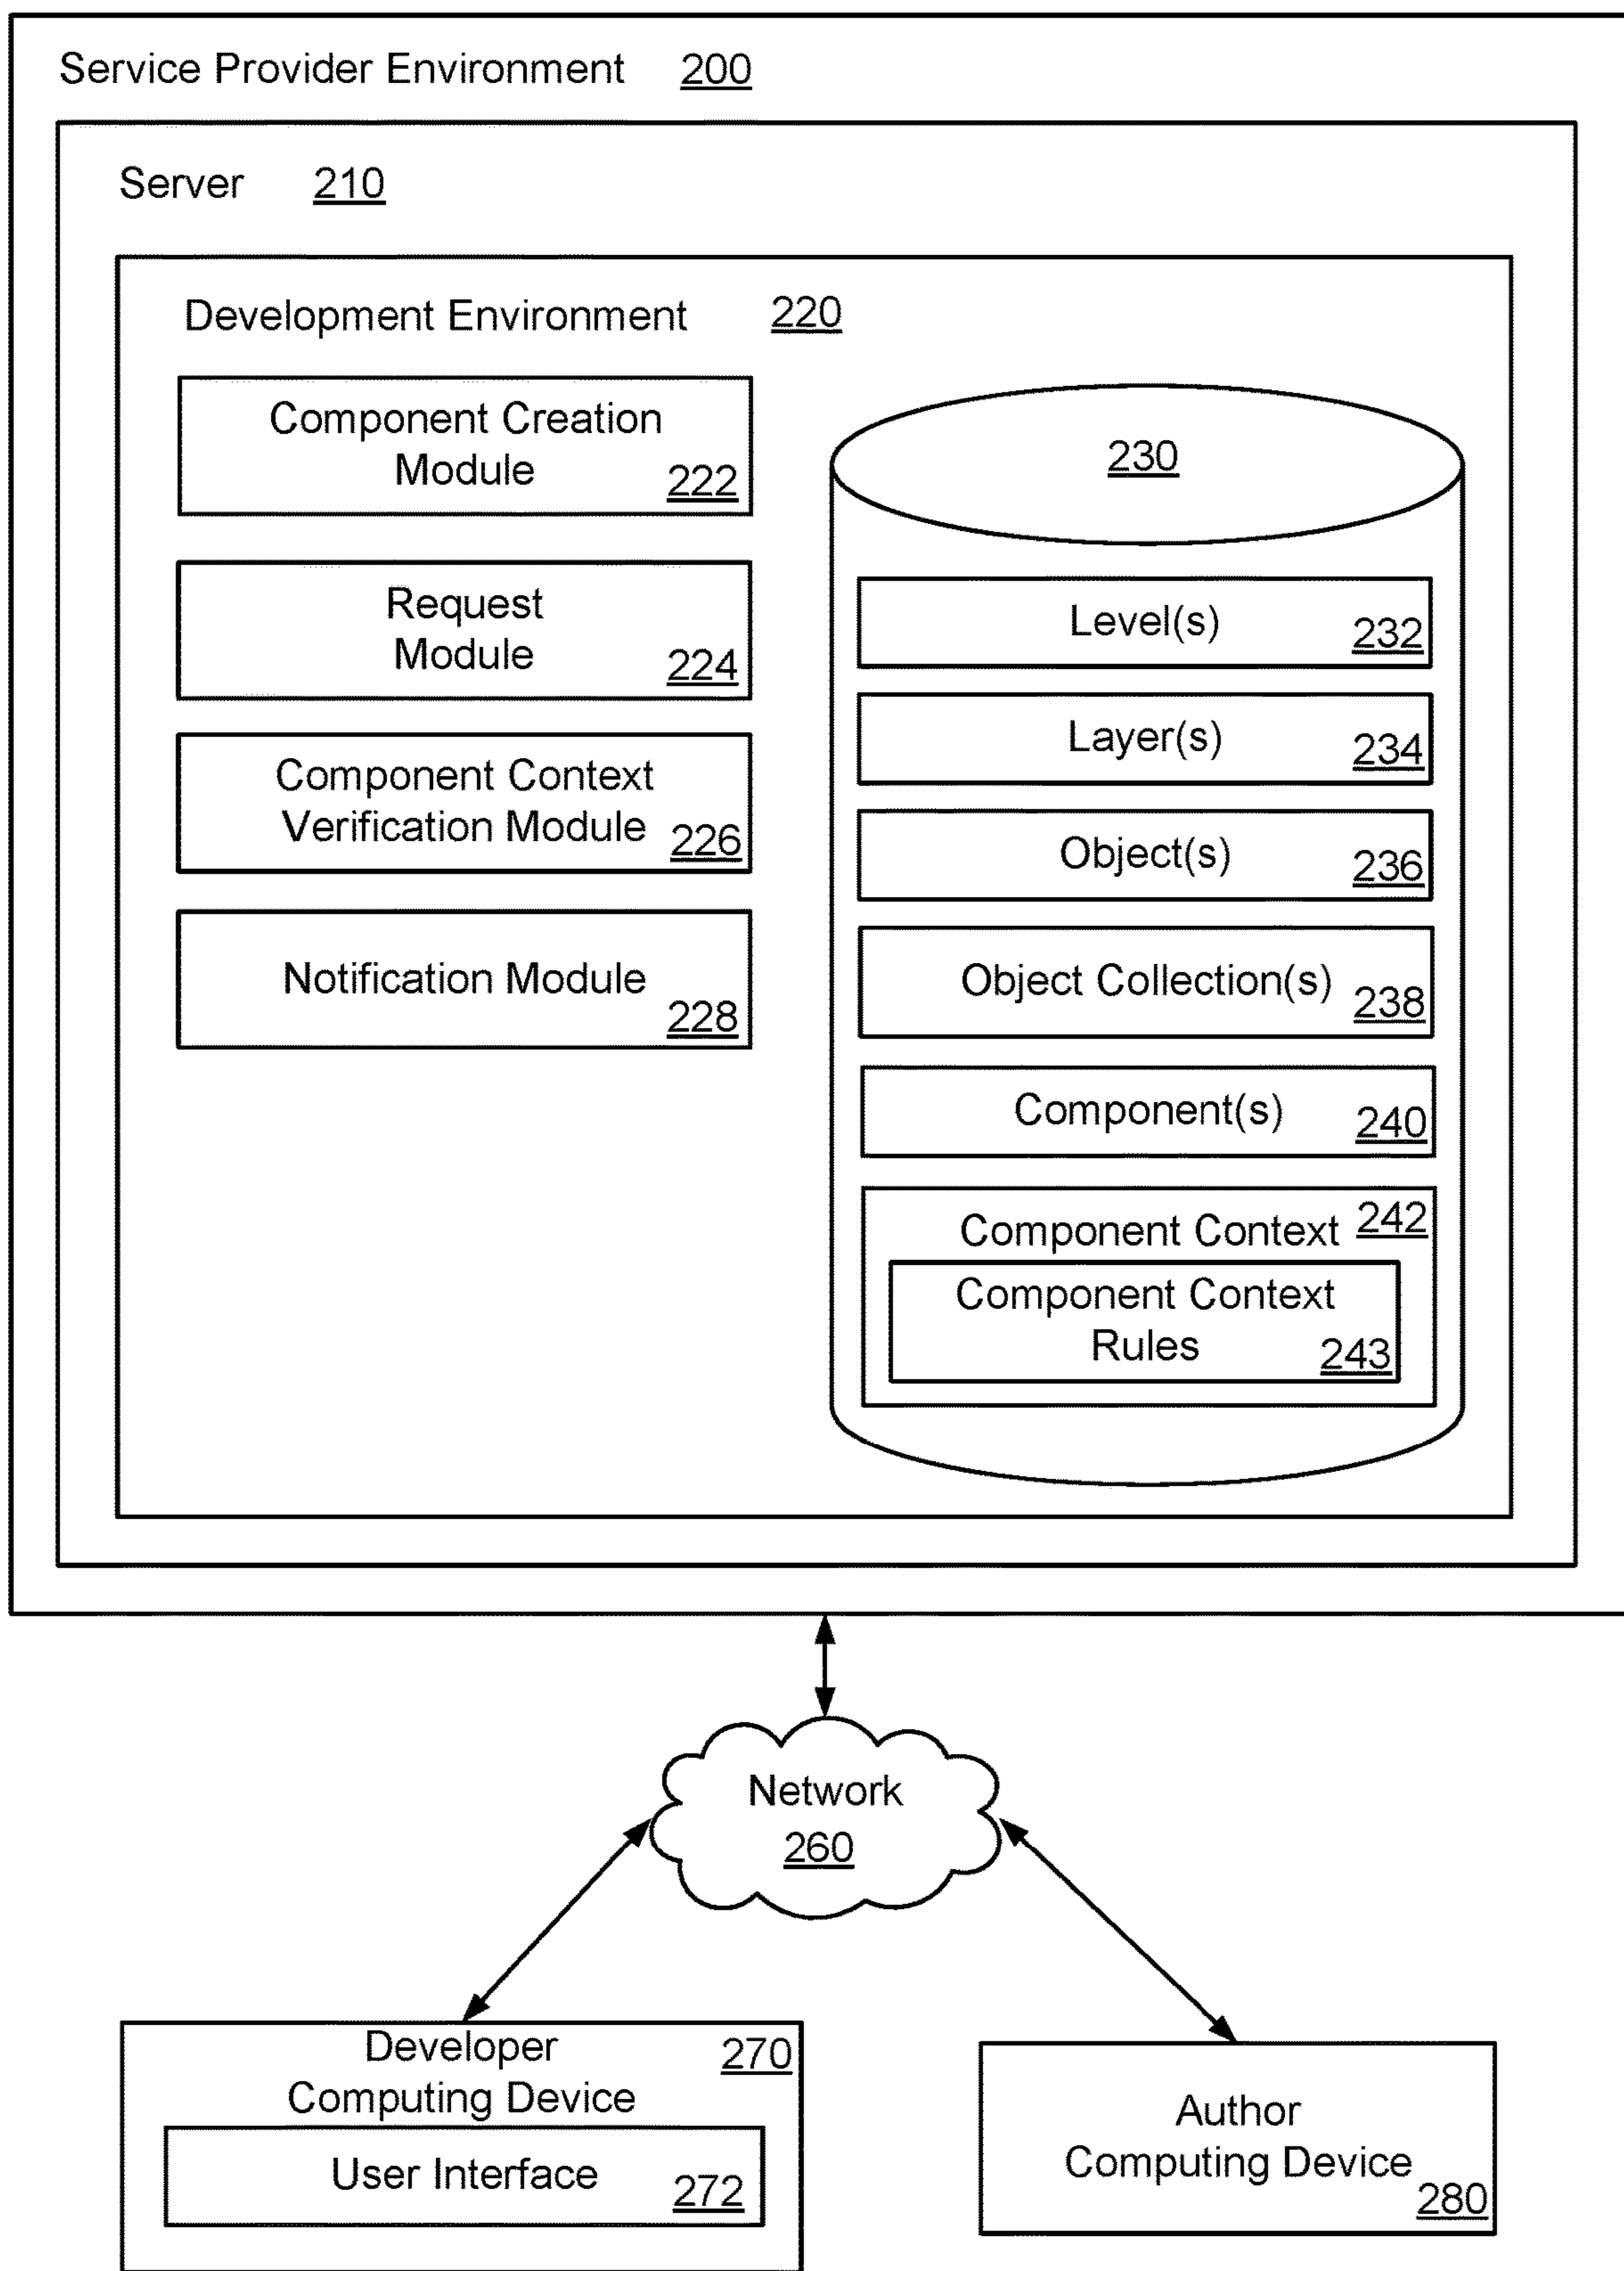 Service Provider Environment 200
Server 210
Development Environment 220
Component Creation
Module 222
Request
Module 224
Component Context
Verification Module 226
Notification Module 228
230
Level(s) 232
Layer(s) 234
Object(s) 236
Object Collection(s) 238
Component(s) 240
Component Context 242
Component Context
Rules 243
Network
260
Developer 270
Computing Device
User Interface 272
Author
Computing Device 280